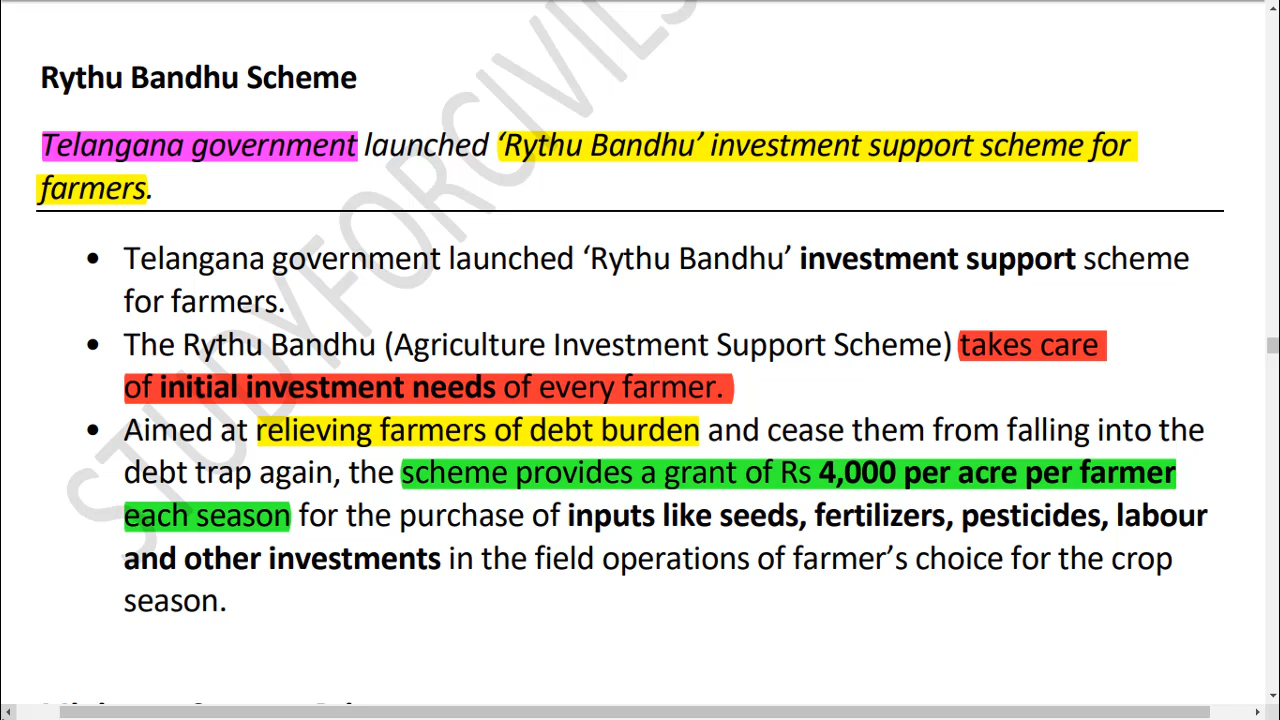 Rythu Bandhu Scheme
Telangana government launched ‘Rythu Bandhu’ investment support scheme for
farmers.
• Telangana government launched ‘Rythu Bandhu’ investment support scheme
for farmers.
• The Rythu Bandhu (Agriculture Investment Support Scheme) takes care
of initial investment needs of every farmer.
• Aimed at relieving farmers of debt burden and cease them from falling into the
debt trap again, the scheme provides a grant of Rs 4,000 per acre per farmer
each season for the purchase of inputs like seeds, fertilizers, pesticides, labour
and other investments in the field operations of farmer’s choice for the crop
season.
STUDYFORCIVILS